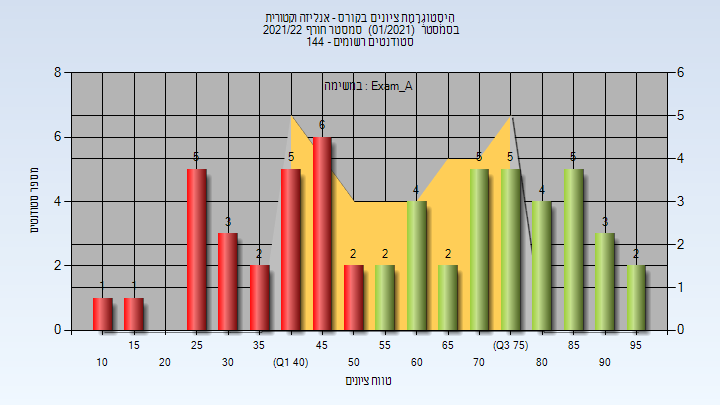 היסטוגרמת ציונים בקורס - אנליזה וקטורית
בסמסטר (01/2021) סמסטר חורף 2021/22
סטודנטים רשומים - 144
במשימה : Exam_A
מספר סטודנטים
8 6 4 2 0
6 5 4 3 2 1 0
1 1 5 3 2 5 6 2 2 4 2 5 5 4 5 3 2
15 25 35 45 55 65 (Q3 75) 85 95
10 20 30 (Q1 40) 50 60 70 80 90
טווח ציונים